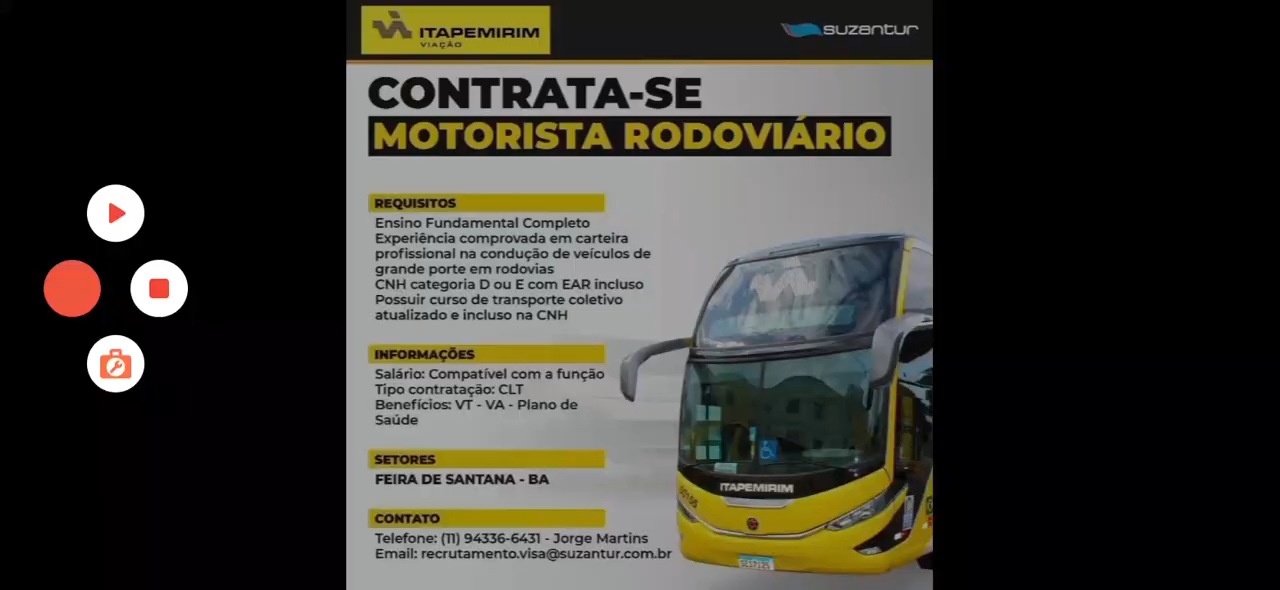 ITAPEMIRIM
VIAÇÃO
suzantur
CONTRATA-SE
MOTORISTA RODOVIÁRIO
REQUISITOS
Ensino Fundamental Completo
Experiência comprovada em carteira
profissional na condução de veículos de
grande porte em rodovias
CNH categoria D ou E com EAR incluso
Possuir curso de transporte coletivo
atualizado e incluso na CNH
INFORMAÇÕES
Salário: Compatível com a função
Tipo contratação: CLT
Benefícios: VT - VA - Plano de
Saúde
SETORES
FEIRA DE SANTANA - BA
CONTATO
Telefone: (11) 94336-6431 - Jorge Martins
Email: recrutamento.visa@suzantur.com.br
ITAPEMIRIM